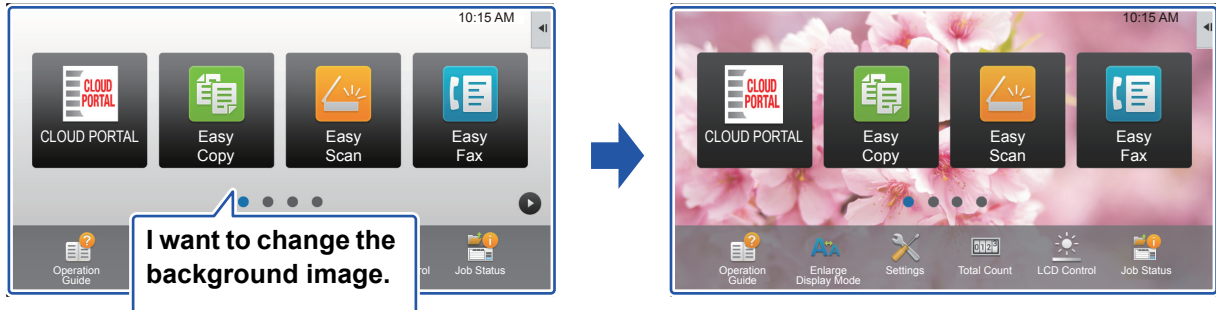 10:15 AM
CLOUD
PORTAL
CLOUD PORTAL
Easy
Copy
Easy
Scan
Easy
Fax
I want to change the
background image.
Operation
Guide
rol
Job Status
10:15 AM
CLOUD
PORTAL
CLOUD PORTAL
Easy
Copy
Easy
Scan
Easy
Fax
Operation
Guide
Enlarge
Display Mode
Settings
Total Count
LCD Control
Job Status